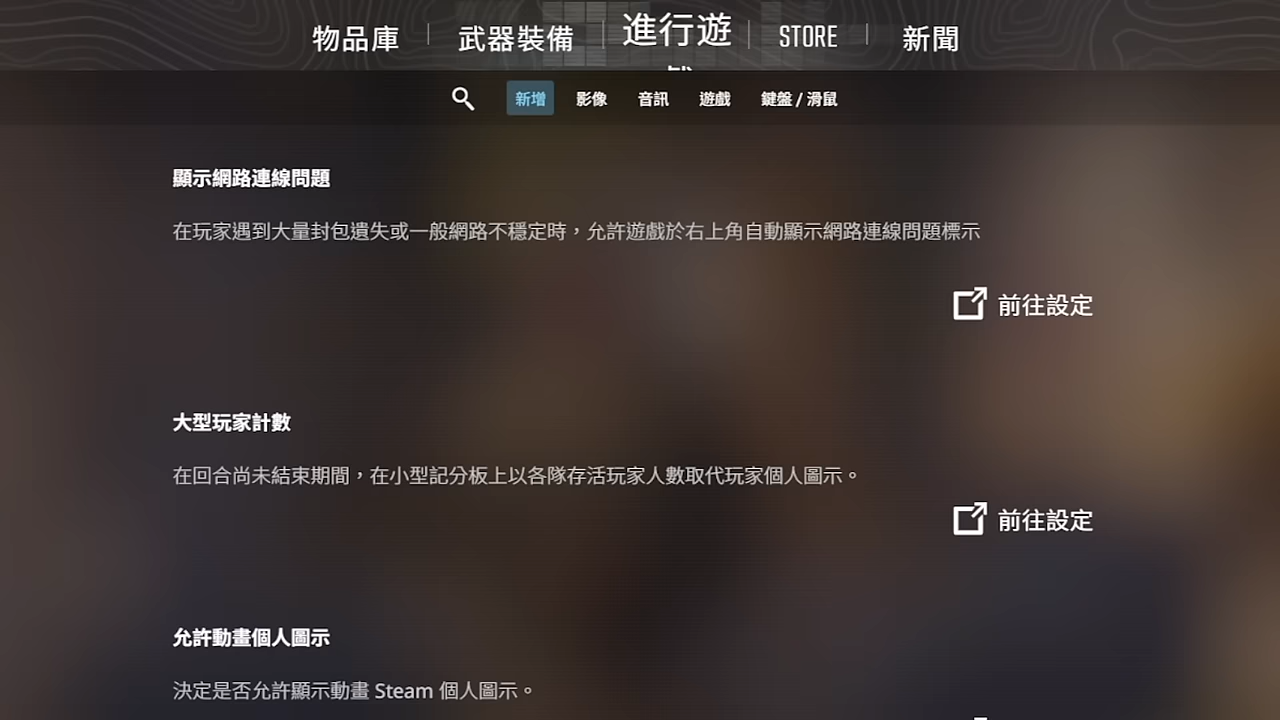 物品庫
武器裝備
進行遊
STORE
新聞
新增
影像
音訊
遊戲
鍵盤 / 滑鼠
顯示網路連線問題
在玩家遇到大量封包遺失或一般網路不穩定時，允許遊戲於右上角自動顯示網路連線問題標示
前往設定
大型玩家計數
在回合尚未結束期間，在小型記分板上以各隊存活玩家人數取代玩家個人圖示。
前往設定
允許動畫個人圖示
決定是否允許顯示動畫 Steam 個人圖示。